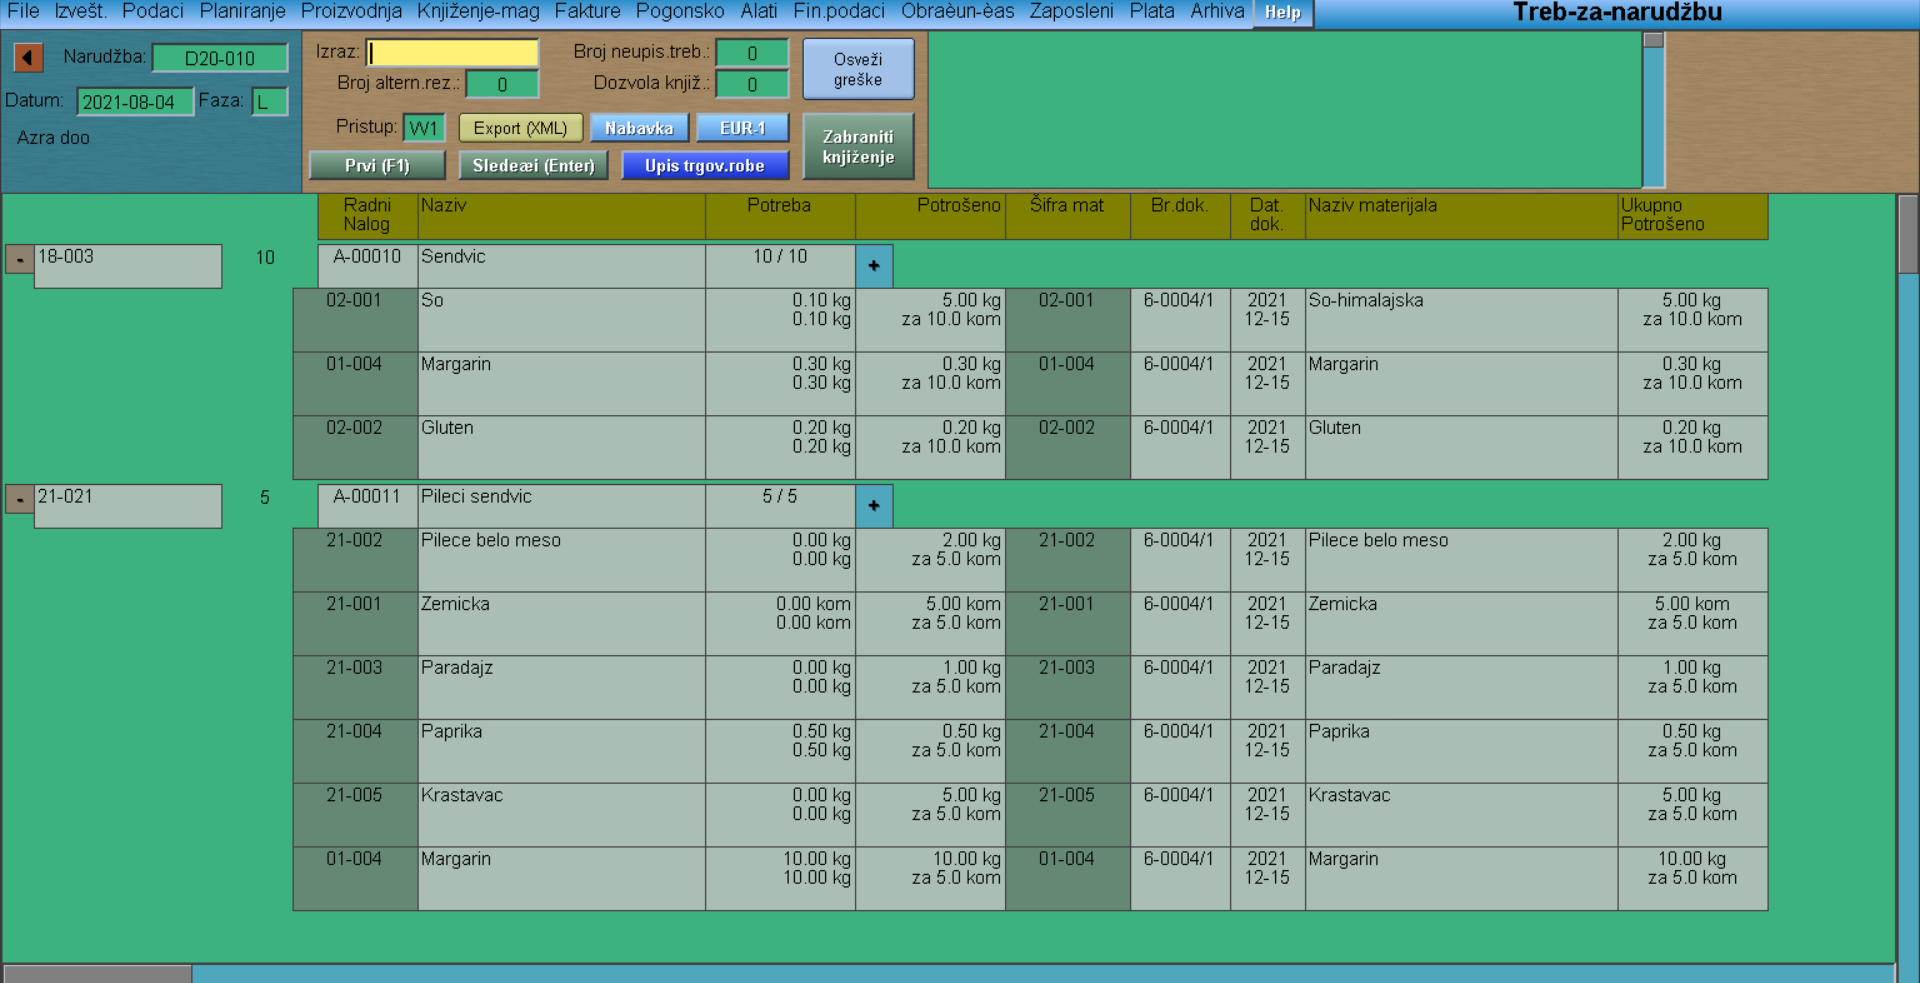 File Izvešt. Podaci Planiranje Proizvodnja Knjiženje-mag Fakture Pogonsko Alati Fin.podaci Obraèun-èas Zaposleni Plata Arhiva Help Treb-za-narudžbu
Narudžba: D20-010
Datum: 2021-08-04 Faza: L
Azra doo
Izraz: Broj neupis.treb.: 0
Broj altern.rez.: 0 Dozvola knjiž.: 0
Osveži
greške
Pristup: VV1 Export (XML) Nabavka EUR-1
Prvi (F1) Sledeæi (Enter) Upis trgov.robe
Zabraniti
knjiženje
Radni Naziv Potreba Potrošeno Šifra mat Br.dok. Dat. Naziv materijala Ukupno
Nalog dok. Potrošeno
- 18-003 10 A-00010 Sendvic 10 / 10 +
02-001 So 0.10 kg 5.00 kg 02-001 6-0004/1 2021 So-himalajska 5.00 kg
0.10 kg za 10.0 kom 12-15 za 10.0 kom
01-004 Margarin 0.30 kg 0.30 kg 01-004 6-0004/1 2021 Margarin 0.30 kg
0.30 kg za 10.0 kom 12-15 za 10.0 kom
02-002 Gluten 0.20 kg 0.20 kg 02-002 6-0004/1 2021 Gluten 0.20 kg
0.20 kg za 10.0 kom 12-15 za 10.0 kom
- 21-021 5 A-00011 Pileci sendvic 5 / 5 +
21-002 Pilece belo meso 0.00 kg 2.00 kg 21-002 6-0004/1 2021 Pilece belo meso 2.00 kg
0.00 kg za 5.0 kom 12-15 za 5.0 kom
21-001 Zemicka 0.00 kom 5.00 kom 21-001 6-0004/1 2021 Zemicka 5.00 kom
0.00 kom za 5.0 kom 12-15 za 5.0 kom
21-003 Paradajz 0.00 kg 1.00 kg 21-003 6-0004/1 2021 Paradajz 1.00 kg
0.00 kg za 5.0 kom 12-15 za 5.0 kom
21-004 Paprika 0.50 kg 0.50 kg 21-004 6-0004/1 2021 Paprika 0.50 kg
0.50 kg za 5.0 kom 12-15 za 5.0 kom
21-005 Krastavac 0.00 kg 5.00 kg 21-005 6-0004/1 2021 Krastavac 5.00 kg
0.00 kg za 5.0 kom 12-15 za 5.0 kom
01-004 Margarin 10.00 kg 10.00 kg 01-004 6-0004/1 2021 Margarin 10.00 kg
10.00 kg za 5.0 kom 12-15 za 5.0 kom